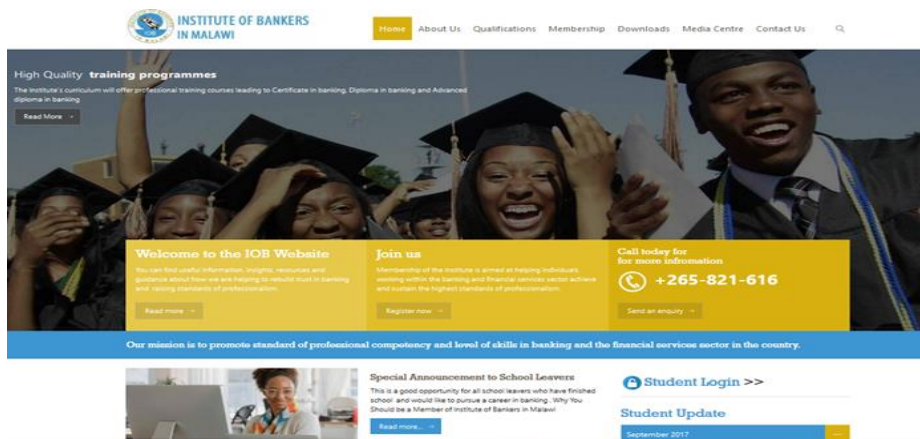 INSTITUTE OF BANKERS
IN MALAWI
IOB
Home About Us Qualifications Membership Downloads Media Centre Contact Us
High Quality training programmes
The Institute's curriculum will offer professional training courses leading to Certificate in banking, Diploma in banking and Advanced
diploma in banking
Read More
Welcome to the IOB Website
You can find useful information, insights, resources and
guidance about how we are helping to rebuild trust in banking
and raising standards of professionalism.
Read more
Join us
Membership of the Institute is aimed at helping individuals
working within the banking and financial services sector achieve
and sustain the highest standards of professionalism.
Register now
Call today for
for more infromation
+265-821-616
Send an enquiry
Our mission is to promote standard of professional competency and level of skills in banking and the financial services sector in the country.
Special Announcement to School Leavers
This is a good opportunity for all school leavers who have finished
school and would like to pursue a career in banking . Why You
Should be a Member of Institute of Bankers in Malawi
Read more...
Student Login >>
Student Update
September 2017